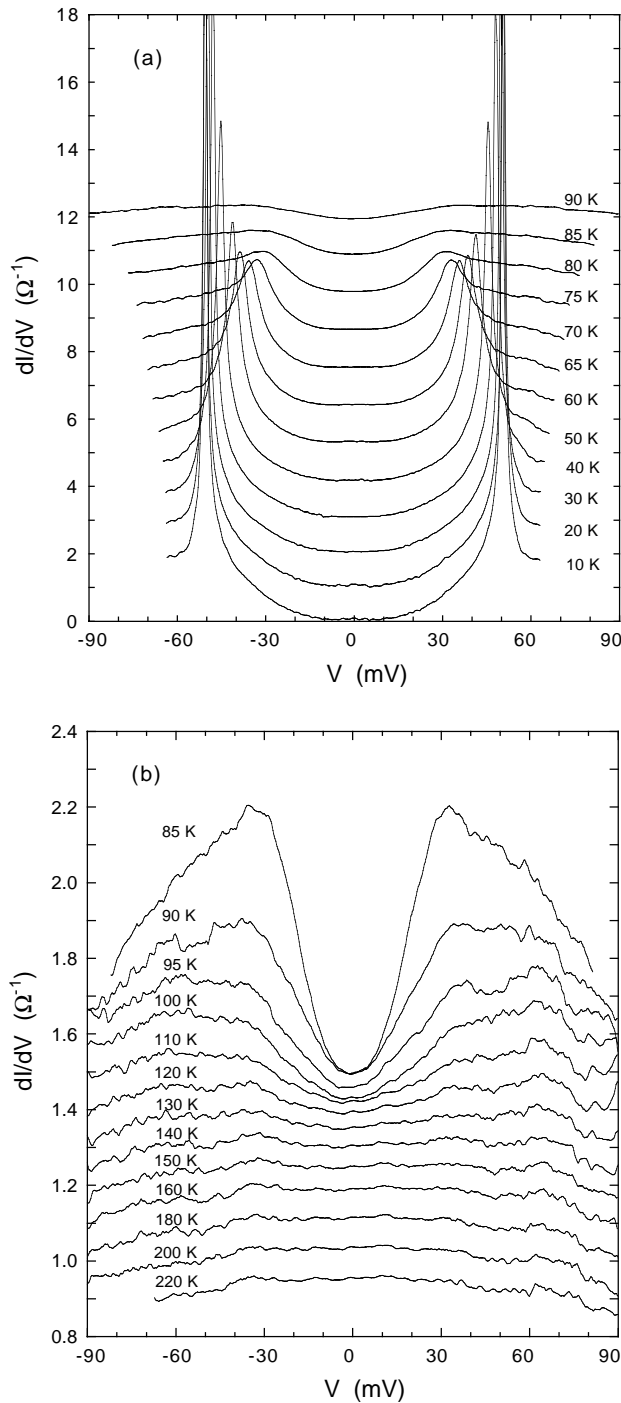 (a)
18
16
14
12
10
8
6
4
2
0
dI/dV (Ω⁻¹)
90 K
85 K
80 K
75 K
70 K
65 K
60 K
50 K
40 K
30 K
20 K
10 K
-90 -60 -30 0 30 60 90
V (mV)
(b)
2.4
2.2
2.0
1.8
1.6
1.4
1.2
1.0
0.8
dI/dV (Ω⁻¹)
85 K
90 K
95 K
100 K
110 K
120 K
130 K
140 K
150 K
160 K
180 K
200 K
220 K
-90 -60 -30 0 30 60 90
V (mV)